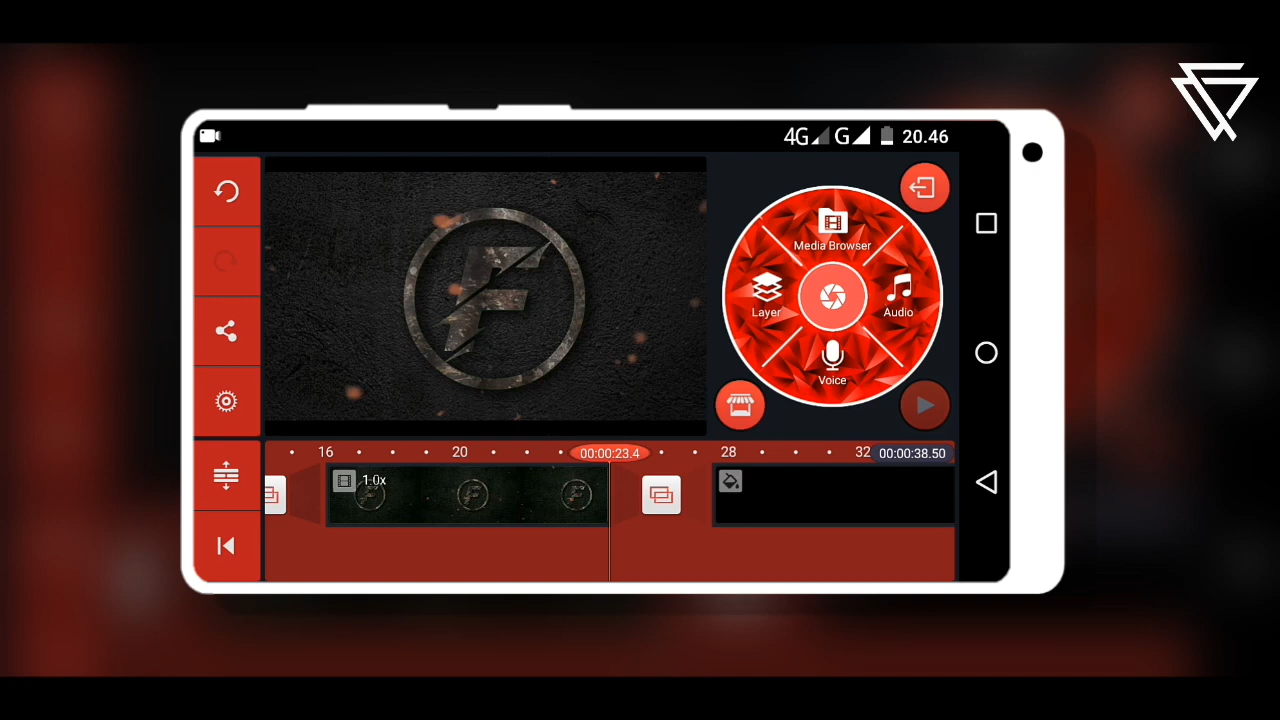 4G G 20.46
F
Media Browser
Layer
Audio
Voice
16 20 00:00:23.4 28 32 00:00:38.50
1.0x